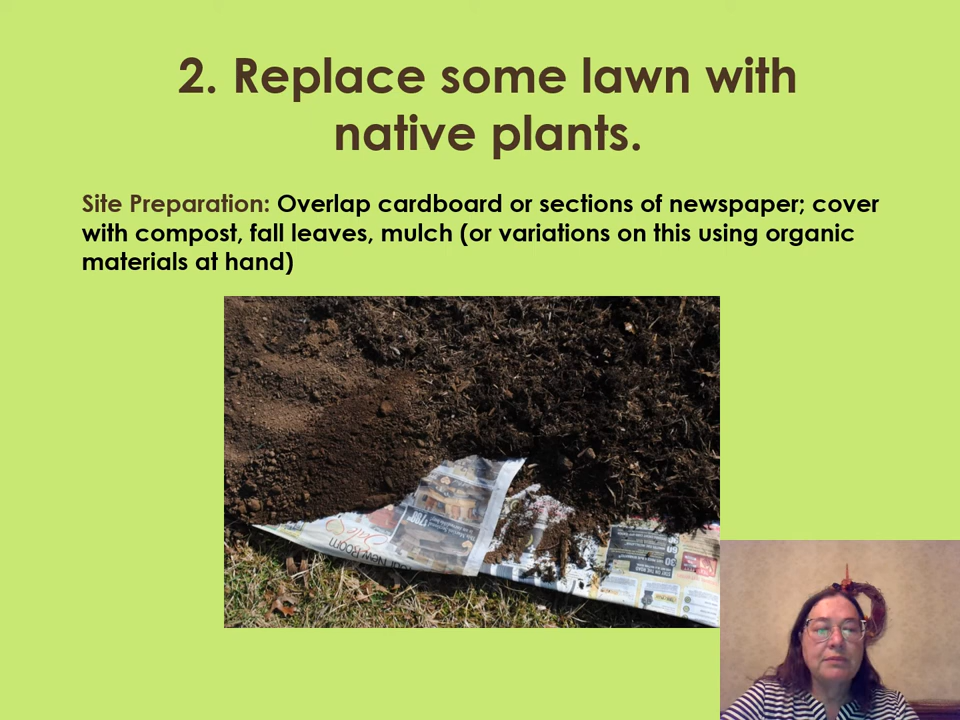 2. Replace some lawn with
native plants.
Site Preparation: Overlap cardboard or sections of newspaper; cover
with compost, fall leaves, mulch (or variations on this using organic
materials at hand)